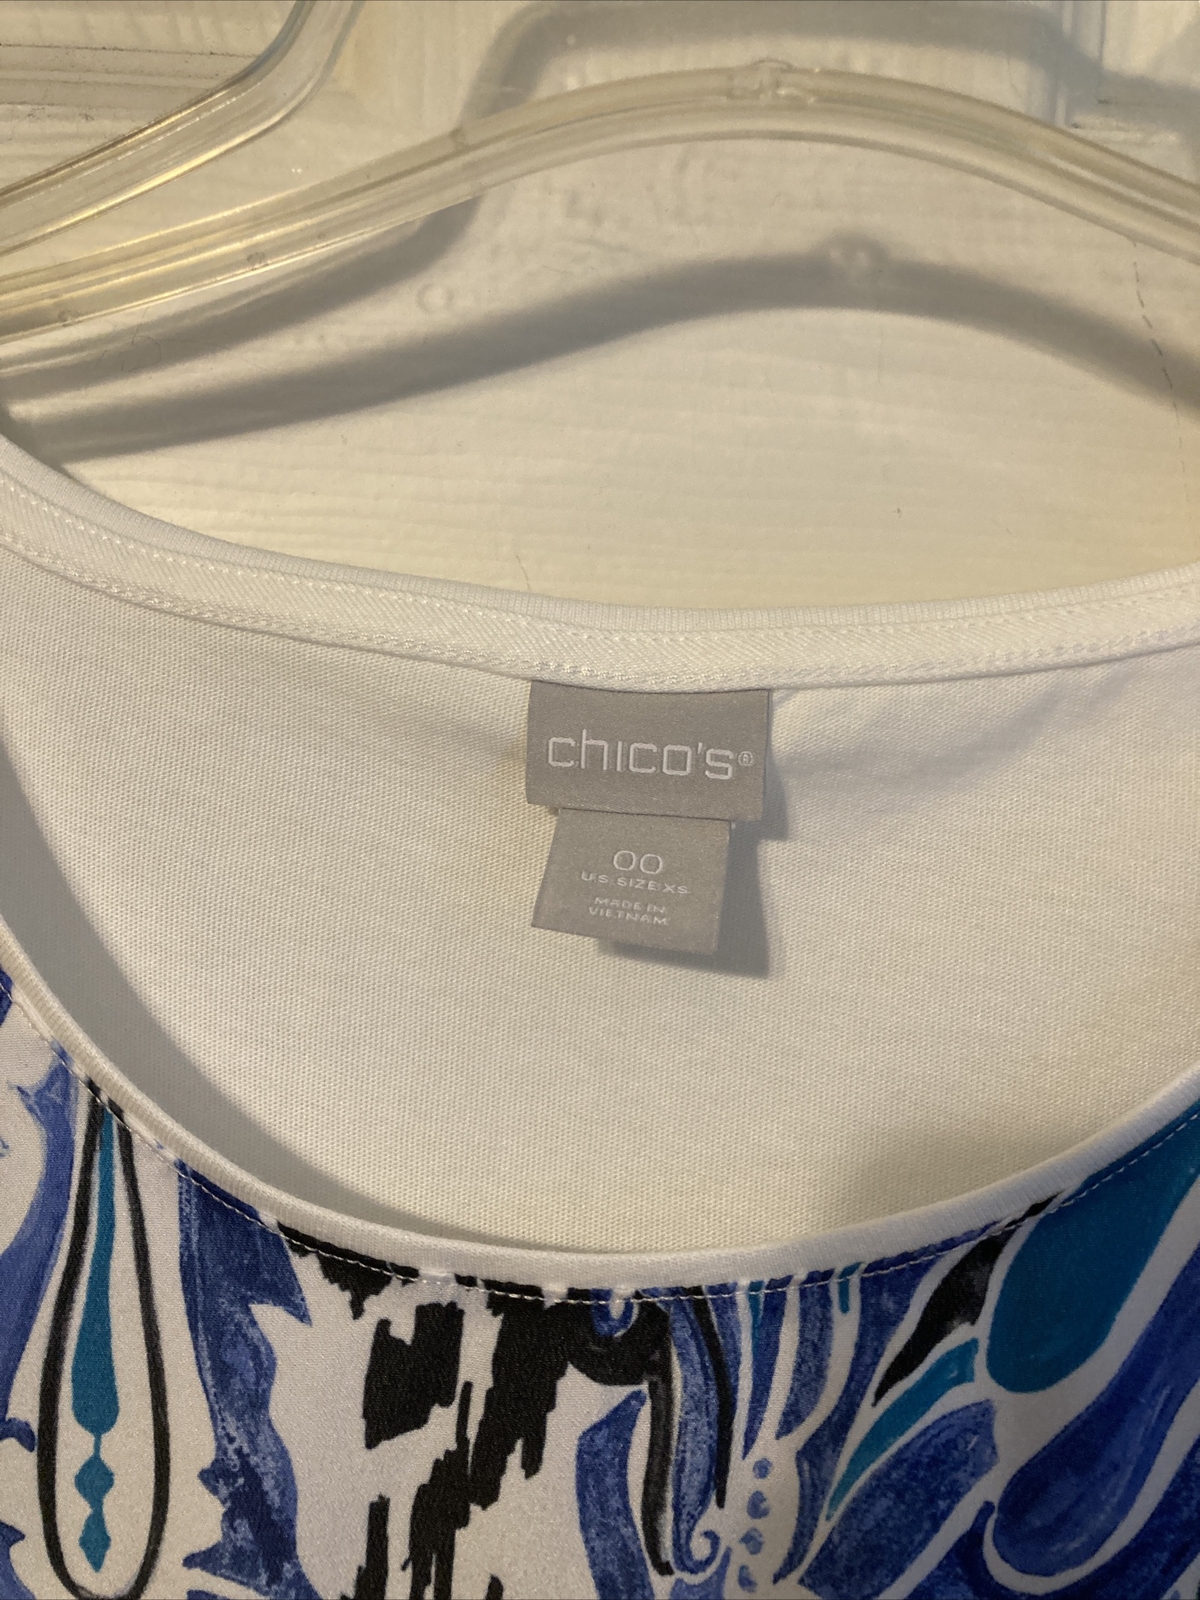 chico's®
00
U.S. SIZE XS
MADE IN
VIETNAM